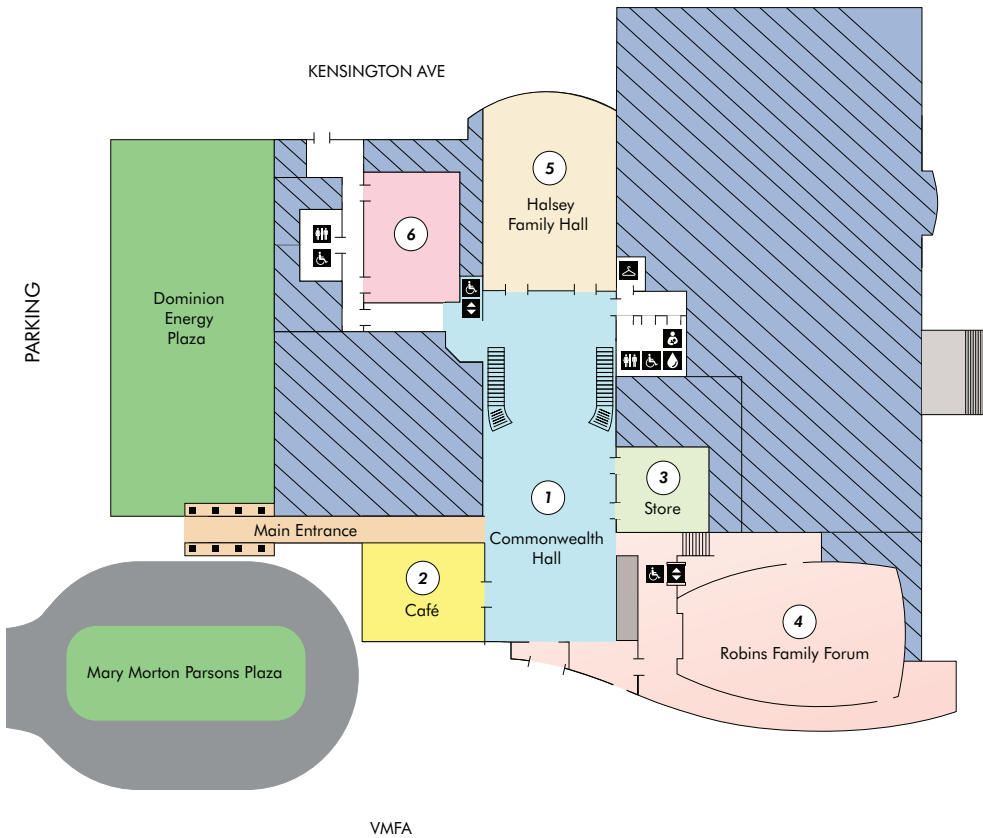 KENSINGTON AVE
5
Halsey
Family Hall
6
PARKING
Dominion
Energy
Plaza
3
Store
1
Commonwealth
Hall
Main Entrance
2
Café
4
Robins Family Forum
Mary Morton Parsons Plaza
VMFA